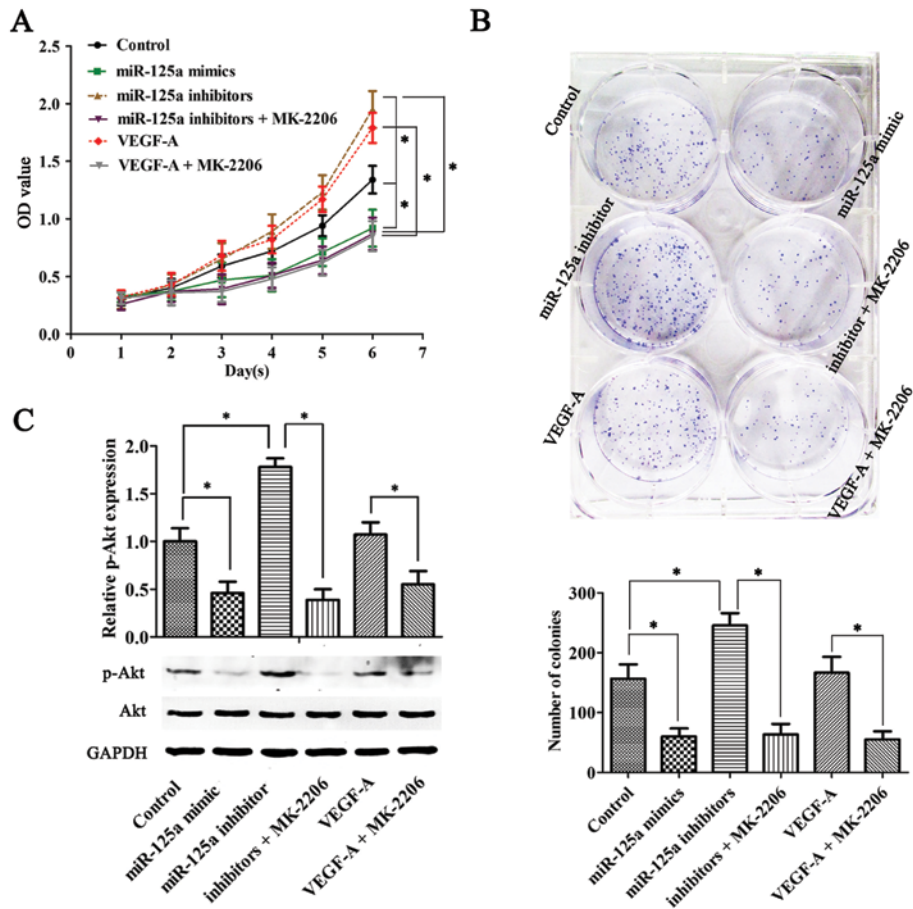 A
Control
miR-125a mimics
miR-125a inhibitors
miR-125a inhibitors + MK-2206
VEGF-A
VEGF-A + MK-2206
OD value
2.5
2.0
1.5
1.0
0.5
0.0
0 1 2 3 4 5 6 7
Day(s)
*
*
*
*
B
Control
miR-125a mimic
miR-125a inhibitor
inhibitor + MK-2206
VEGF-A
VEGF-A + MK-2206
C
Relative p-Akt expression
2.0
1.5
1.0
0.5
0.0
*
*
*
*
p-Akt
Akt
GAPDH
Control
miR-125a mimic
miR-125a inhibitor
inhibitors + MK-2206
VEGF-A
VEGF-A + MK-2206
Number of colonies
300
200
100
0
*
*
*
*
Control
miR-125a mimics
miR-125a inhibitors
inhibitors + MK-2206
VEGF-A
VEGF-A + MK-2206